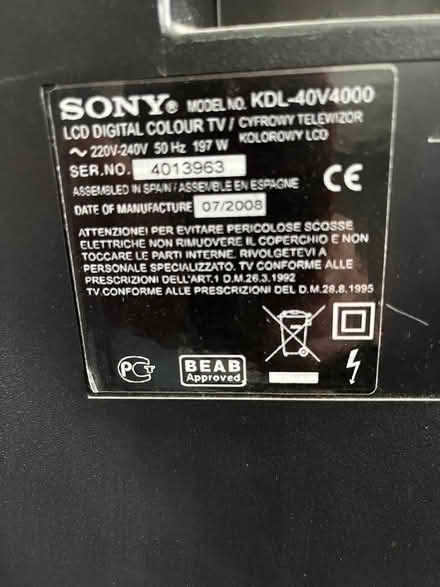 SONY® MODEL NO. KDL-40V4000
LCD DIGITAL COLOUR TV / CYFROWY TELEWIZOR
KOLOROWY LCD
~ 220V-240V 50 Hz 197 W
SER.NO. 4013963
ASSEMBLED IN SPAIN / ASSEMBLE EN ESPAGNE
CE
DATE OF MANUFACTURE 07/2008
ATTENZIONE! PER EVITARE PERICOLOSE SCOSSE
ELETTRICHE NON RIMUOVERE IL COPERCHIO E NON
TOCCARE LE PARTI INTERNE. RIVOLGETEVI A
PERSONALE SPECIALIZZATO. TV CONFORME ALLE
PRESCRIZIONI DELL'ART.1 D.M.26.3.1992
TV CONFORME ALLE PRESCRIZIONI DEL D.M.28.8.1995
BEAB
Approved